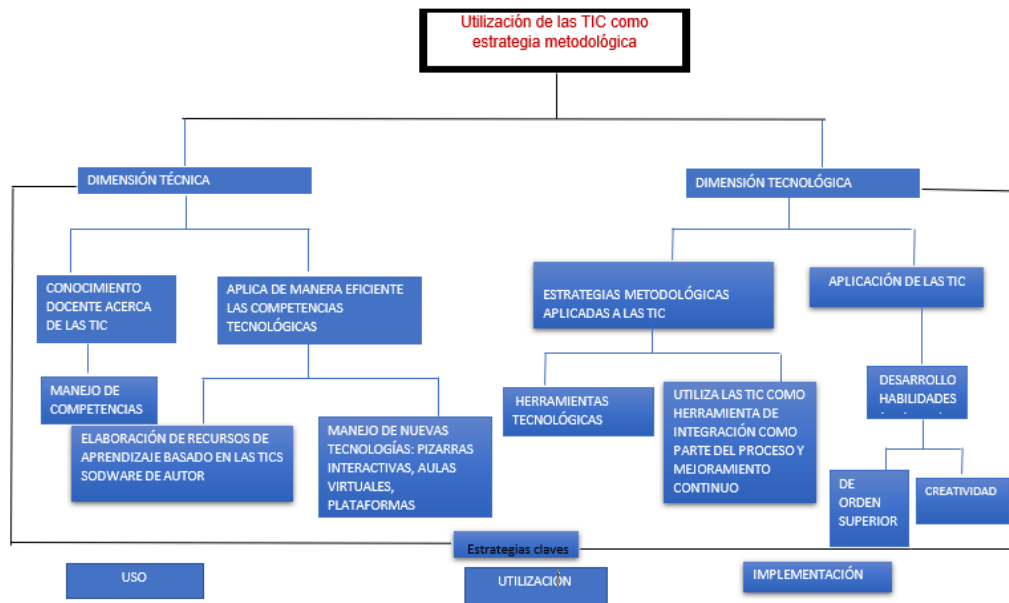 Utilización de las TIC como
estrategia metodológica
DIMENSIÓN TÉCNICA
DIMENSIÓN TECNOLÓGICA
CONOCIMIENTO
DOCENTE ACERCA
DE LAS TIC
APLICA DE MANERA EFICIENTE
LAS COMPETENCIAS
TECNOLÓGICAS
ESTRATEGIAS METODOLÓGICAS
APLICADAS A LAS TIC
APLICACIÓN DE LAS TIC
MANEJO DE
COMPETENCIAS
ELABORACIÓN DE RECURSOS DE
APRENDIZAJE BASADO EN LAS TICS
SODWARE DE AUTOR
MANEJO DE NUEVAS
TECNOLOGÍAS: PIZARRAS
INTERACTIVAS, AULAS
VIRTUALES,
PLATAFORMAS
HERRAMIENTAS
TECNOLÓGICAS
UTILIZA LAS TIC COMO
HERRAMIENTA DE
INTEGRACIÓN COMO
PARTE DEL PROCESO Y
MEJORAMIENTO
CONTINUO
DESARROLLO
HABILIDADES
DE
ORDEN
SUPERIOR
CREATIVIDAD
Estrategias claves
USO
UTILIZACIÓN
IMPLEMENTACIÓN